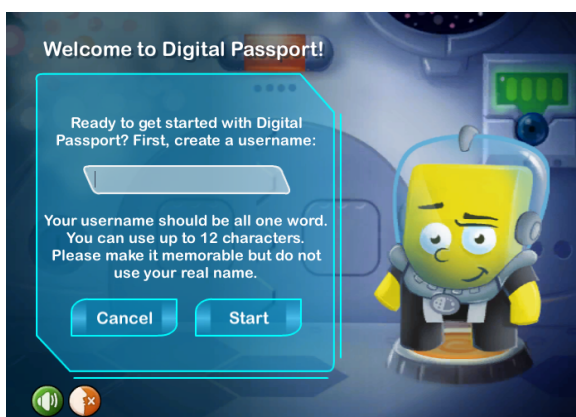 Welcome to Digital Passport!
Ready to get started with Digital
Passport? First, create a username:
Your username should be all one word.
You can use up to 12 characters.
Please make it memorable but do not
use your real name.
Cancel
Start